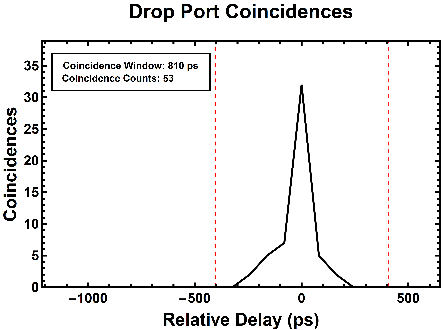 Drop Port Coincidences
Coincidence Window: 810 ps
Coincidence Counts: 53
Coincidences
35
30
25
20
15
10
5
0
−1000
−500
0
500
Relative Delay (ps)